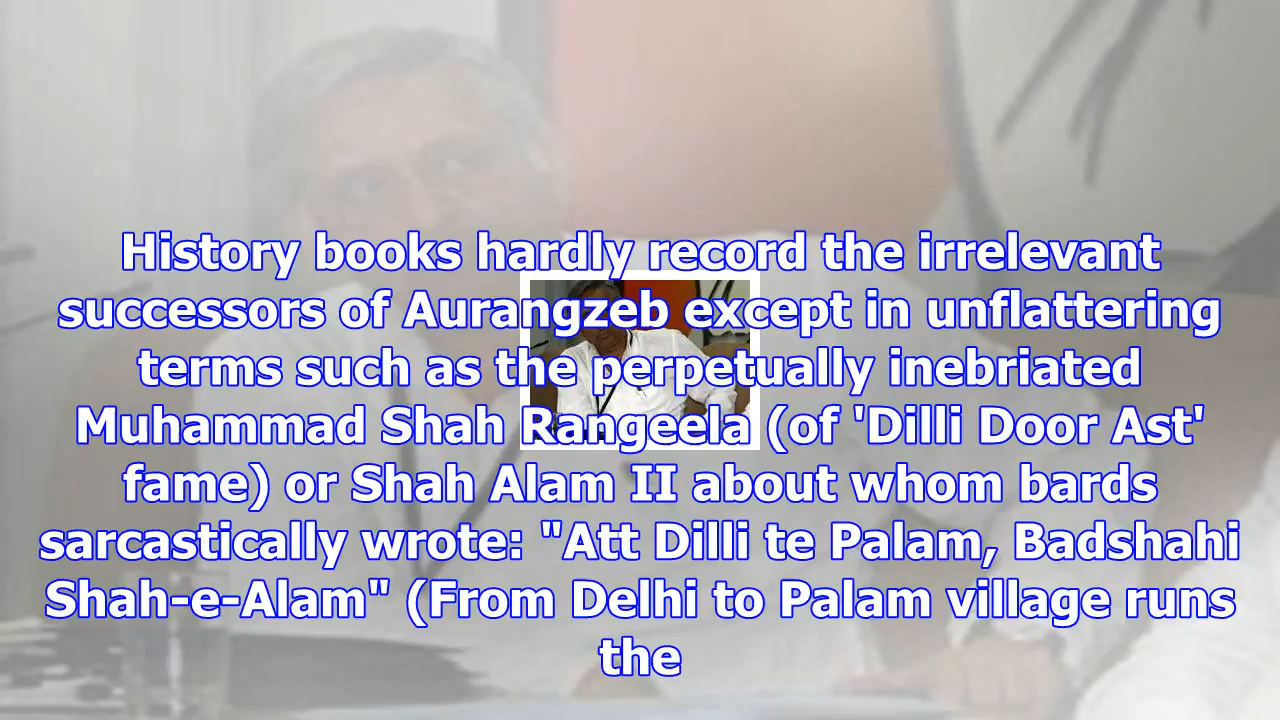 History books hardly record the irrelevant
successors of Aurangzeb except in unflattering
terms such as the perpetually inebriated
Muhammad Shah Rangeela (of 'Dilli Door Ast'
fame) or Shah Alam II about whom bards
sarcastically wrote: "Att Dilli te Palam, Badshahi
Shah-e-Alam" (From Delhi to Palam village runs
the